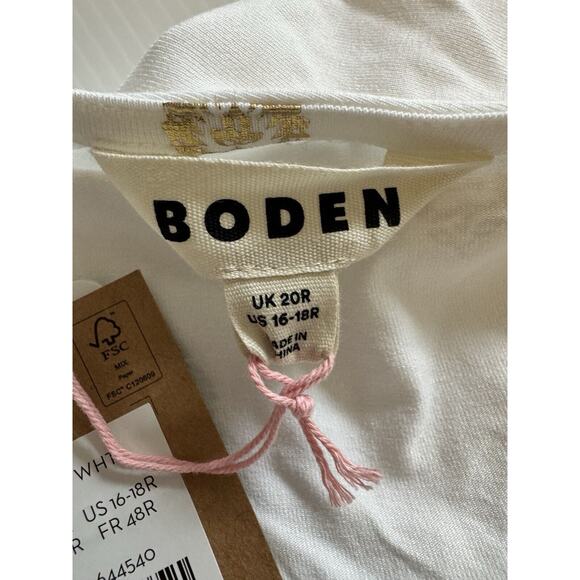 BODEN
UK 20R
US 16-18R
MADE IN
CHINA
FSC
MIX
Paper
FSC® C120609
WHT
US 16-18R
R FR 48R
644540